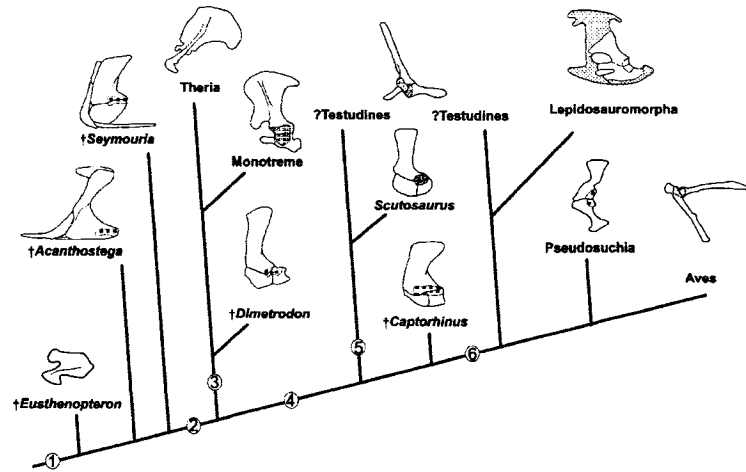 Theria
Lepidosauromorpha
?Testudines
?Testudines
†Seymouria
Monotreme
Scutosaurus
†Acanthostega
Pseudosuchia
Aves
†Dimetrodon
†Captorhinus
5
6
†Eusthenopteron
3
4
2
1